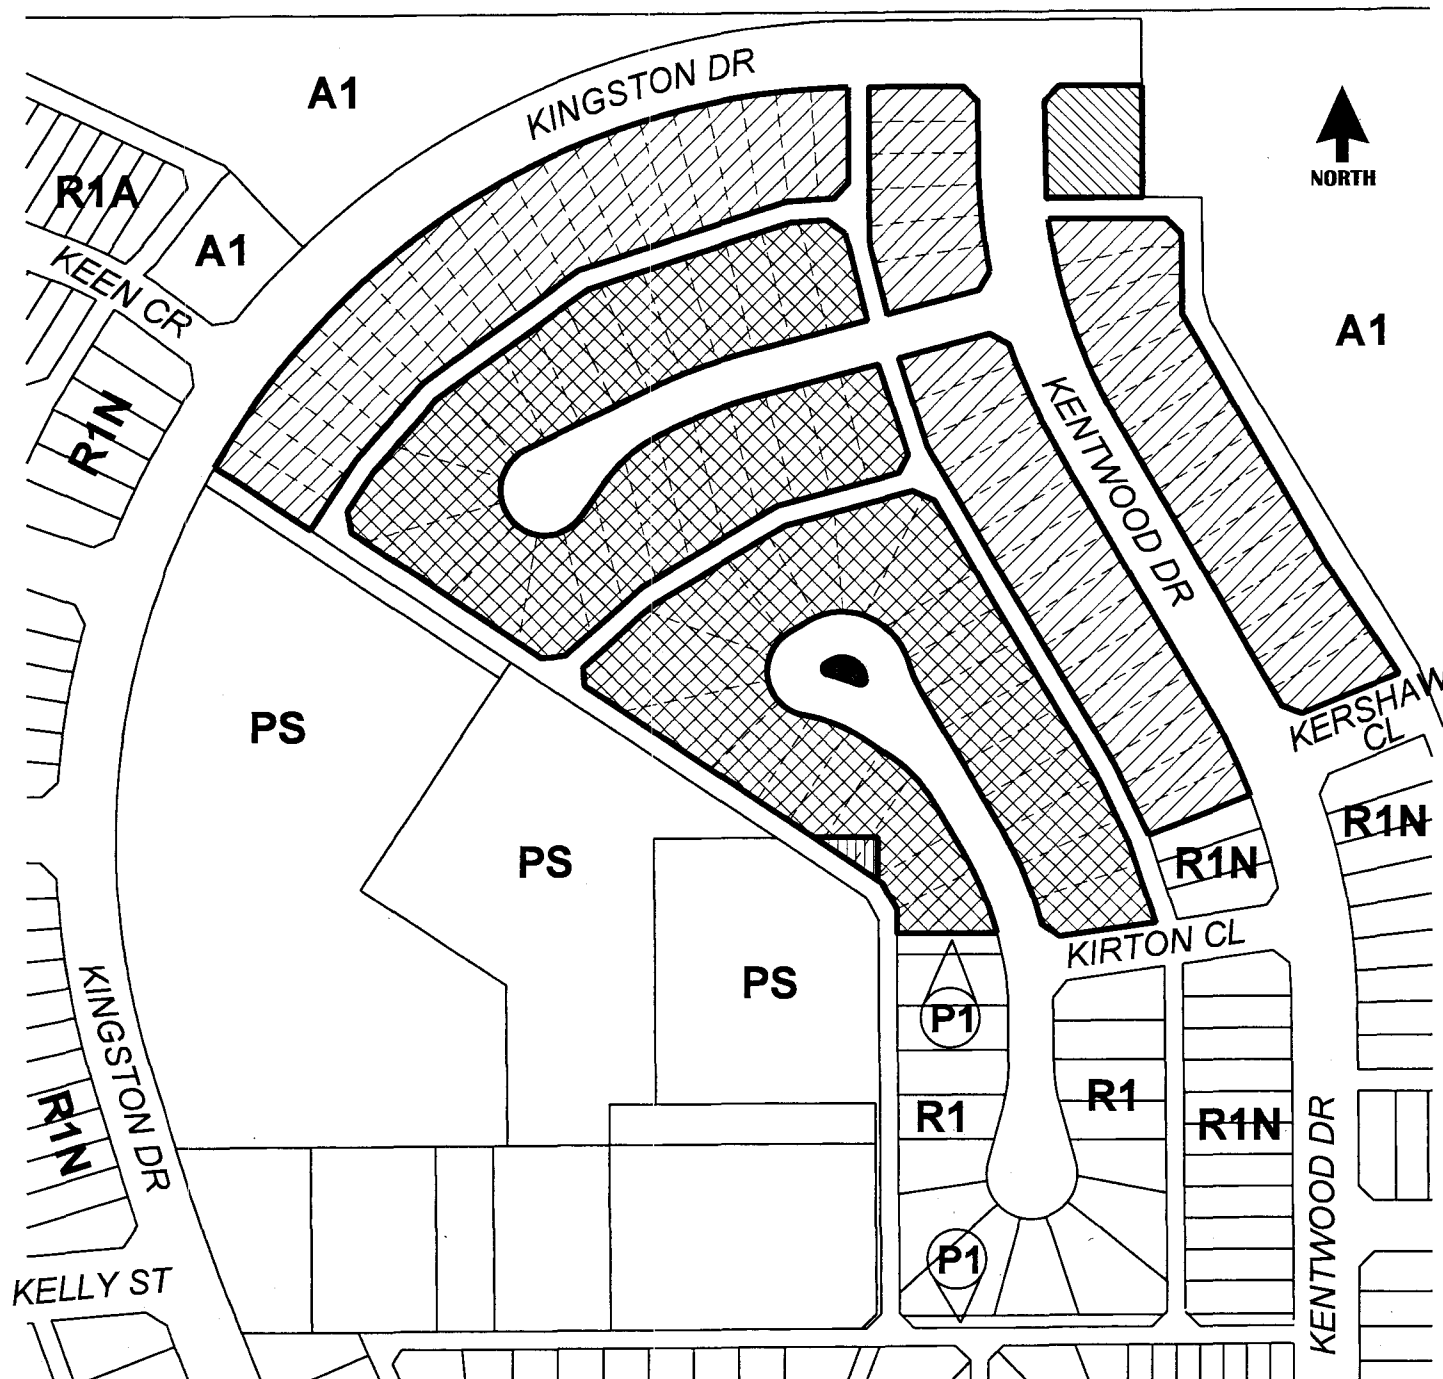 KINGSTON DR
A1
NORTH
R1A
A1
KEEN CR
A1
R1N
KENTWOOD DR
KERSHAW
CL
PS
R1N
PS
R1N
KIRTON CL
PS
P1
KINGSTON DR
R1N
R1
R1
R1N
KENTWOOD DR
P1
KELLY ST